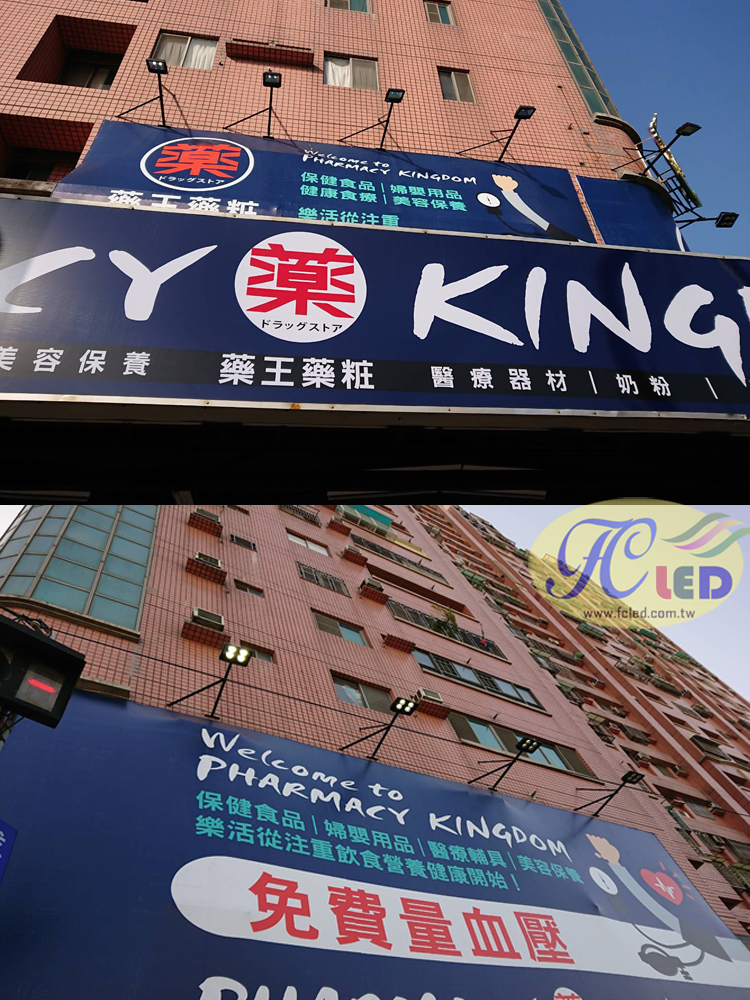 薬
ドラッグストア
藥王藥粧
Welcome to
PHARMACY KINGDOM
保健食品|婦嬰用品
健康食療|美容保養
樂活從注重
CY 薬 KING
ドラッグストア
美容保養 藥王藥粧 醫療器材| 奶粉 |
FC LED
www.fcled.com.tw
Welcome to
PHARMACY KINGDOM
保健食品|婦嬰用品|醫療輔具|美容保養
樂活從注重飲食營養健康開始!
免費量血壓